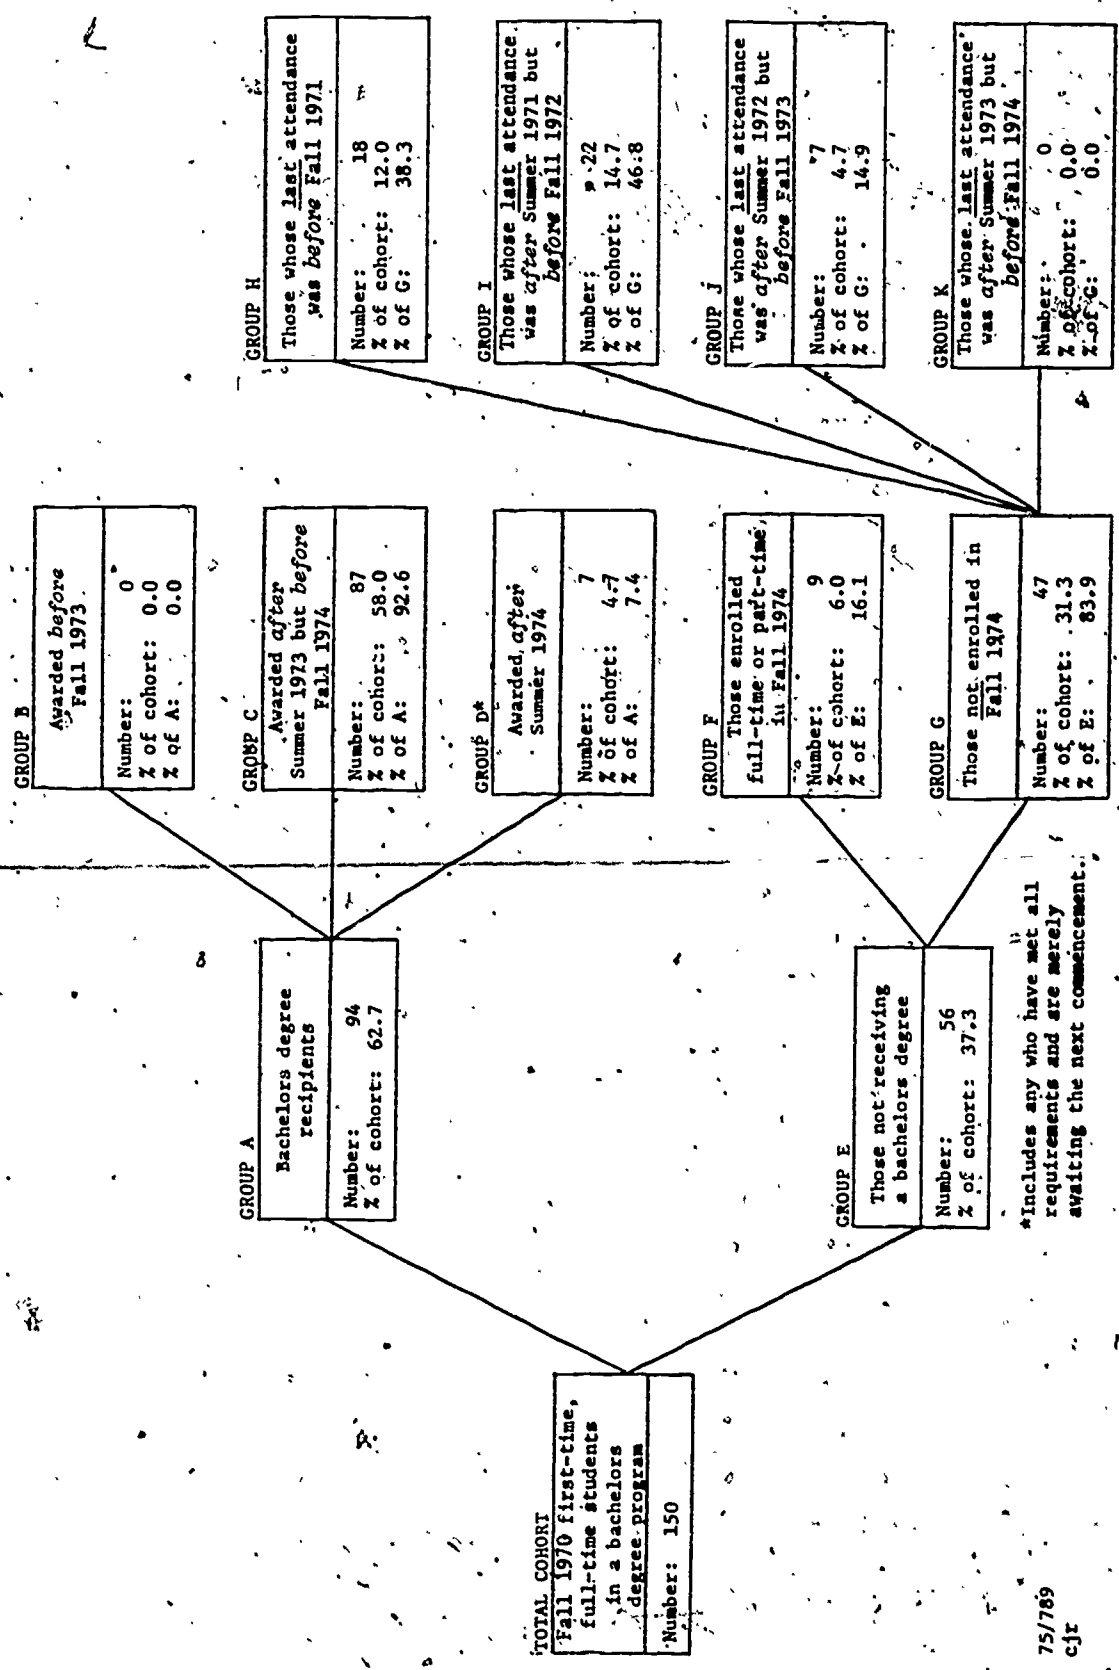 TOTAL COHORT
Fall 1970 first-time,
full-time students
in a bachelors
degree program
Number: 150
GROUP A
Bachelors degree
recipients
Number: 94
% of cohort: 62.7
GROUP E
Those not receiving
a bachelors degree
Number: 56
% of cohort: 37.3
GROUP B
Awarded before
Fall 1973
Number: 0
% of cohort: 0.0
% of A: 0.0
GROUP C
Awarded after
Summer 1973 but before
Fall 1974
Number: 87
% of cohort: 58.0
% of A: 92.6
GROUP D*
Awarded after
Summer 1974
Number: 7
% of cohort: 4.7
% of A: 7.4
GROUP F
Those enrolled
full-time or part-time
in Fall 1974
Number: 9
% of cohort: 6.0
% of E: 16.1
GROUP G
Those not enrolled in
Fall 1974
Number: 47
% of cohort: 31.3
% of E: 83.9
GROUP H
Those whose last attendance
was before Fall 1971
Number: 18
% of cohort: 12.0
% of G: 38.3
GROUP I
Those whose last attendance
was after Summer 1971 but
before Fall 1972
Number: 22
% of cohort: 14.7
% of G: 46.8
GROUP J
Those whose last attendance
was after Summer 1972 but
before Fall 1973
Number: 7
% of cohort: 4.7
% of G: 14.9
GROUP K
Those whose last attendance
was after Summer 1973 but
before Fall 1974
Number: 0
% of cohort: 0.0
% of G: 0.0
*Includes any who have met all
requirements and are merely
awaiting the next commencement.
75/789
cjr